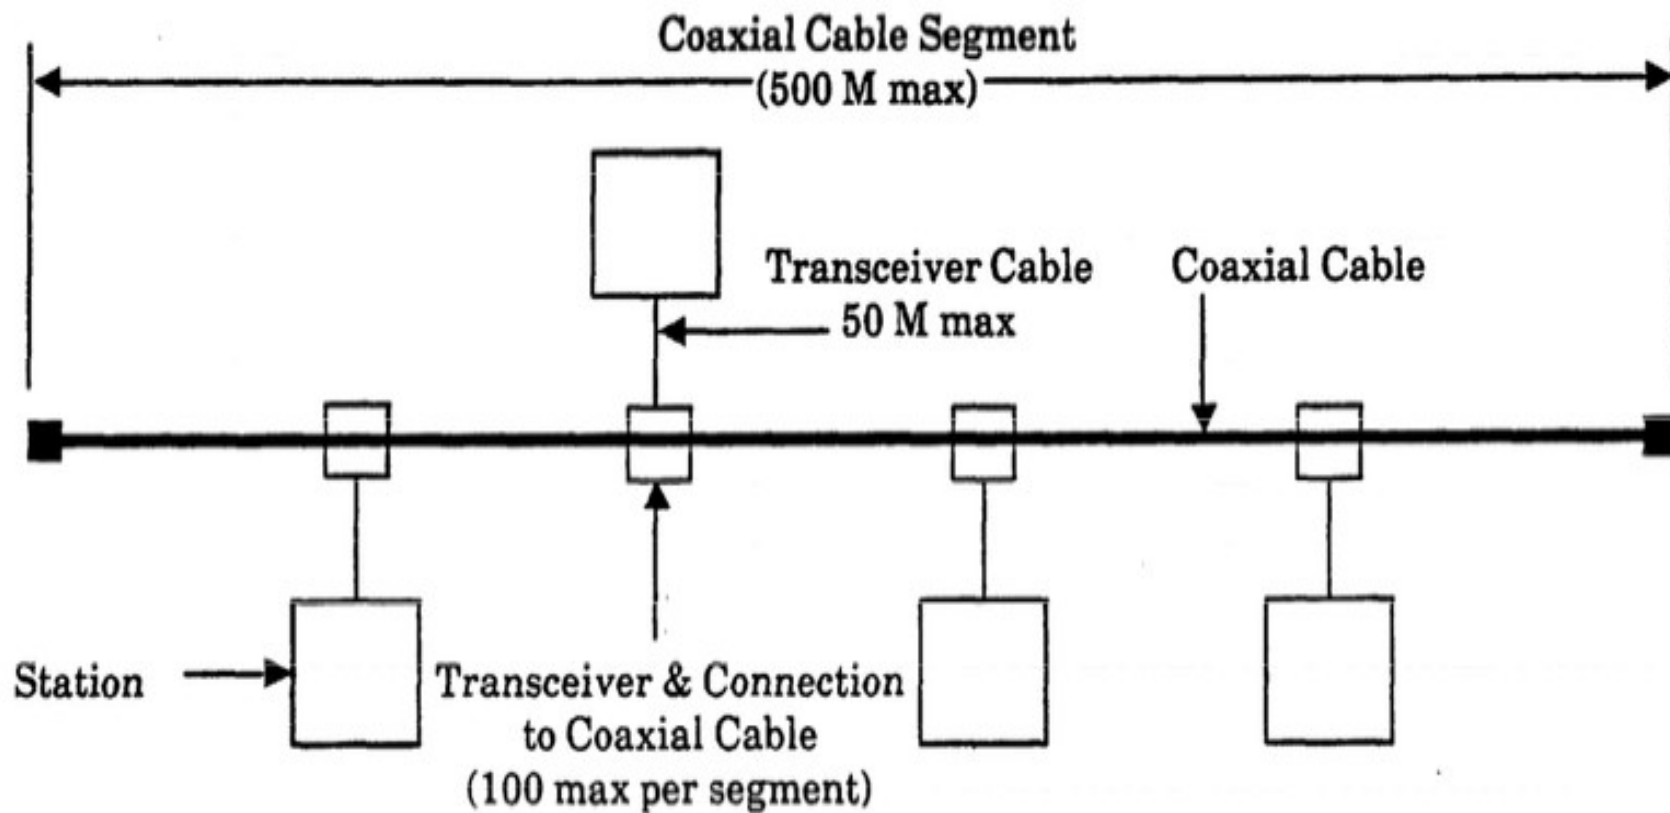 Coaxial Cable Segment
(500 M max)
Transceiver Cable
50 M max
Coaxial Cable
Station
Transceiver & Connection
to Coaxial Cable
(100 max per segment)